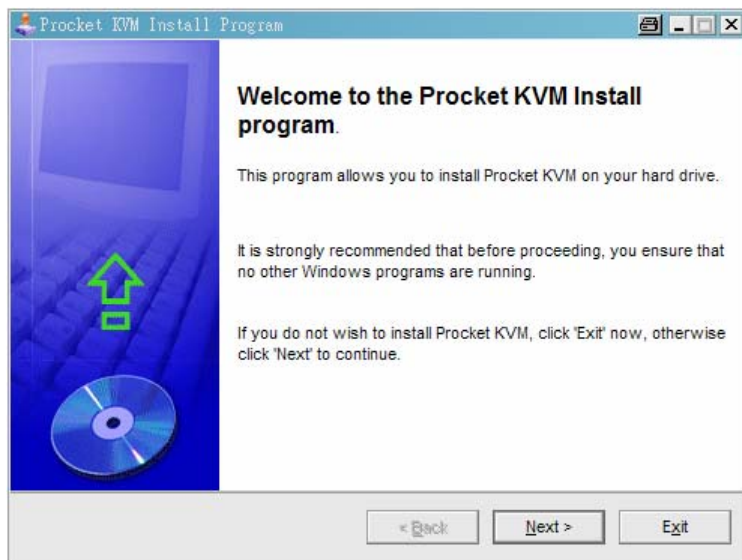 Procket KVM Install Program
Welcome to the Procket KVM Install
program.
This program allows you to install Procket KVM on your hard drive.
It is strongly recommended that before proceeding, you ensure that
no other Windows programs are running.
If you do not wish to install Procket KVM, click 'Exit' now, otherwise
click 'Next' to continue.
< Back Next > Exit